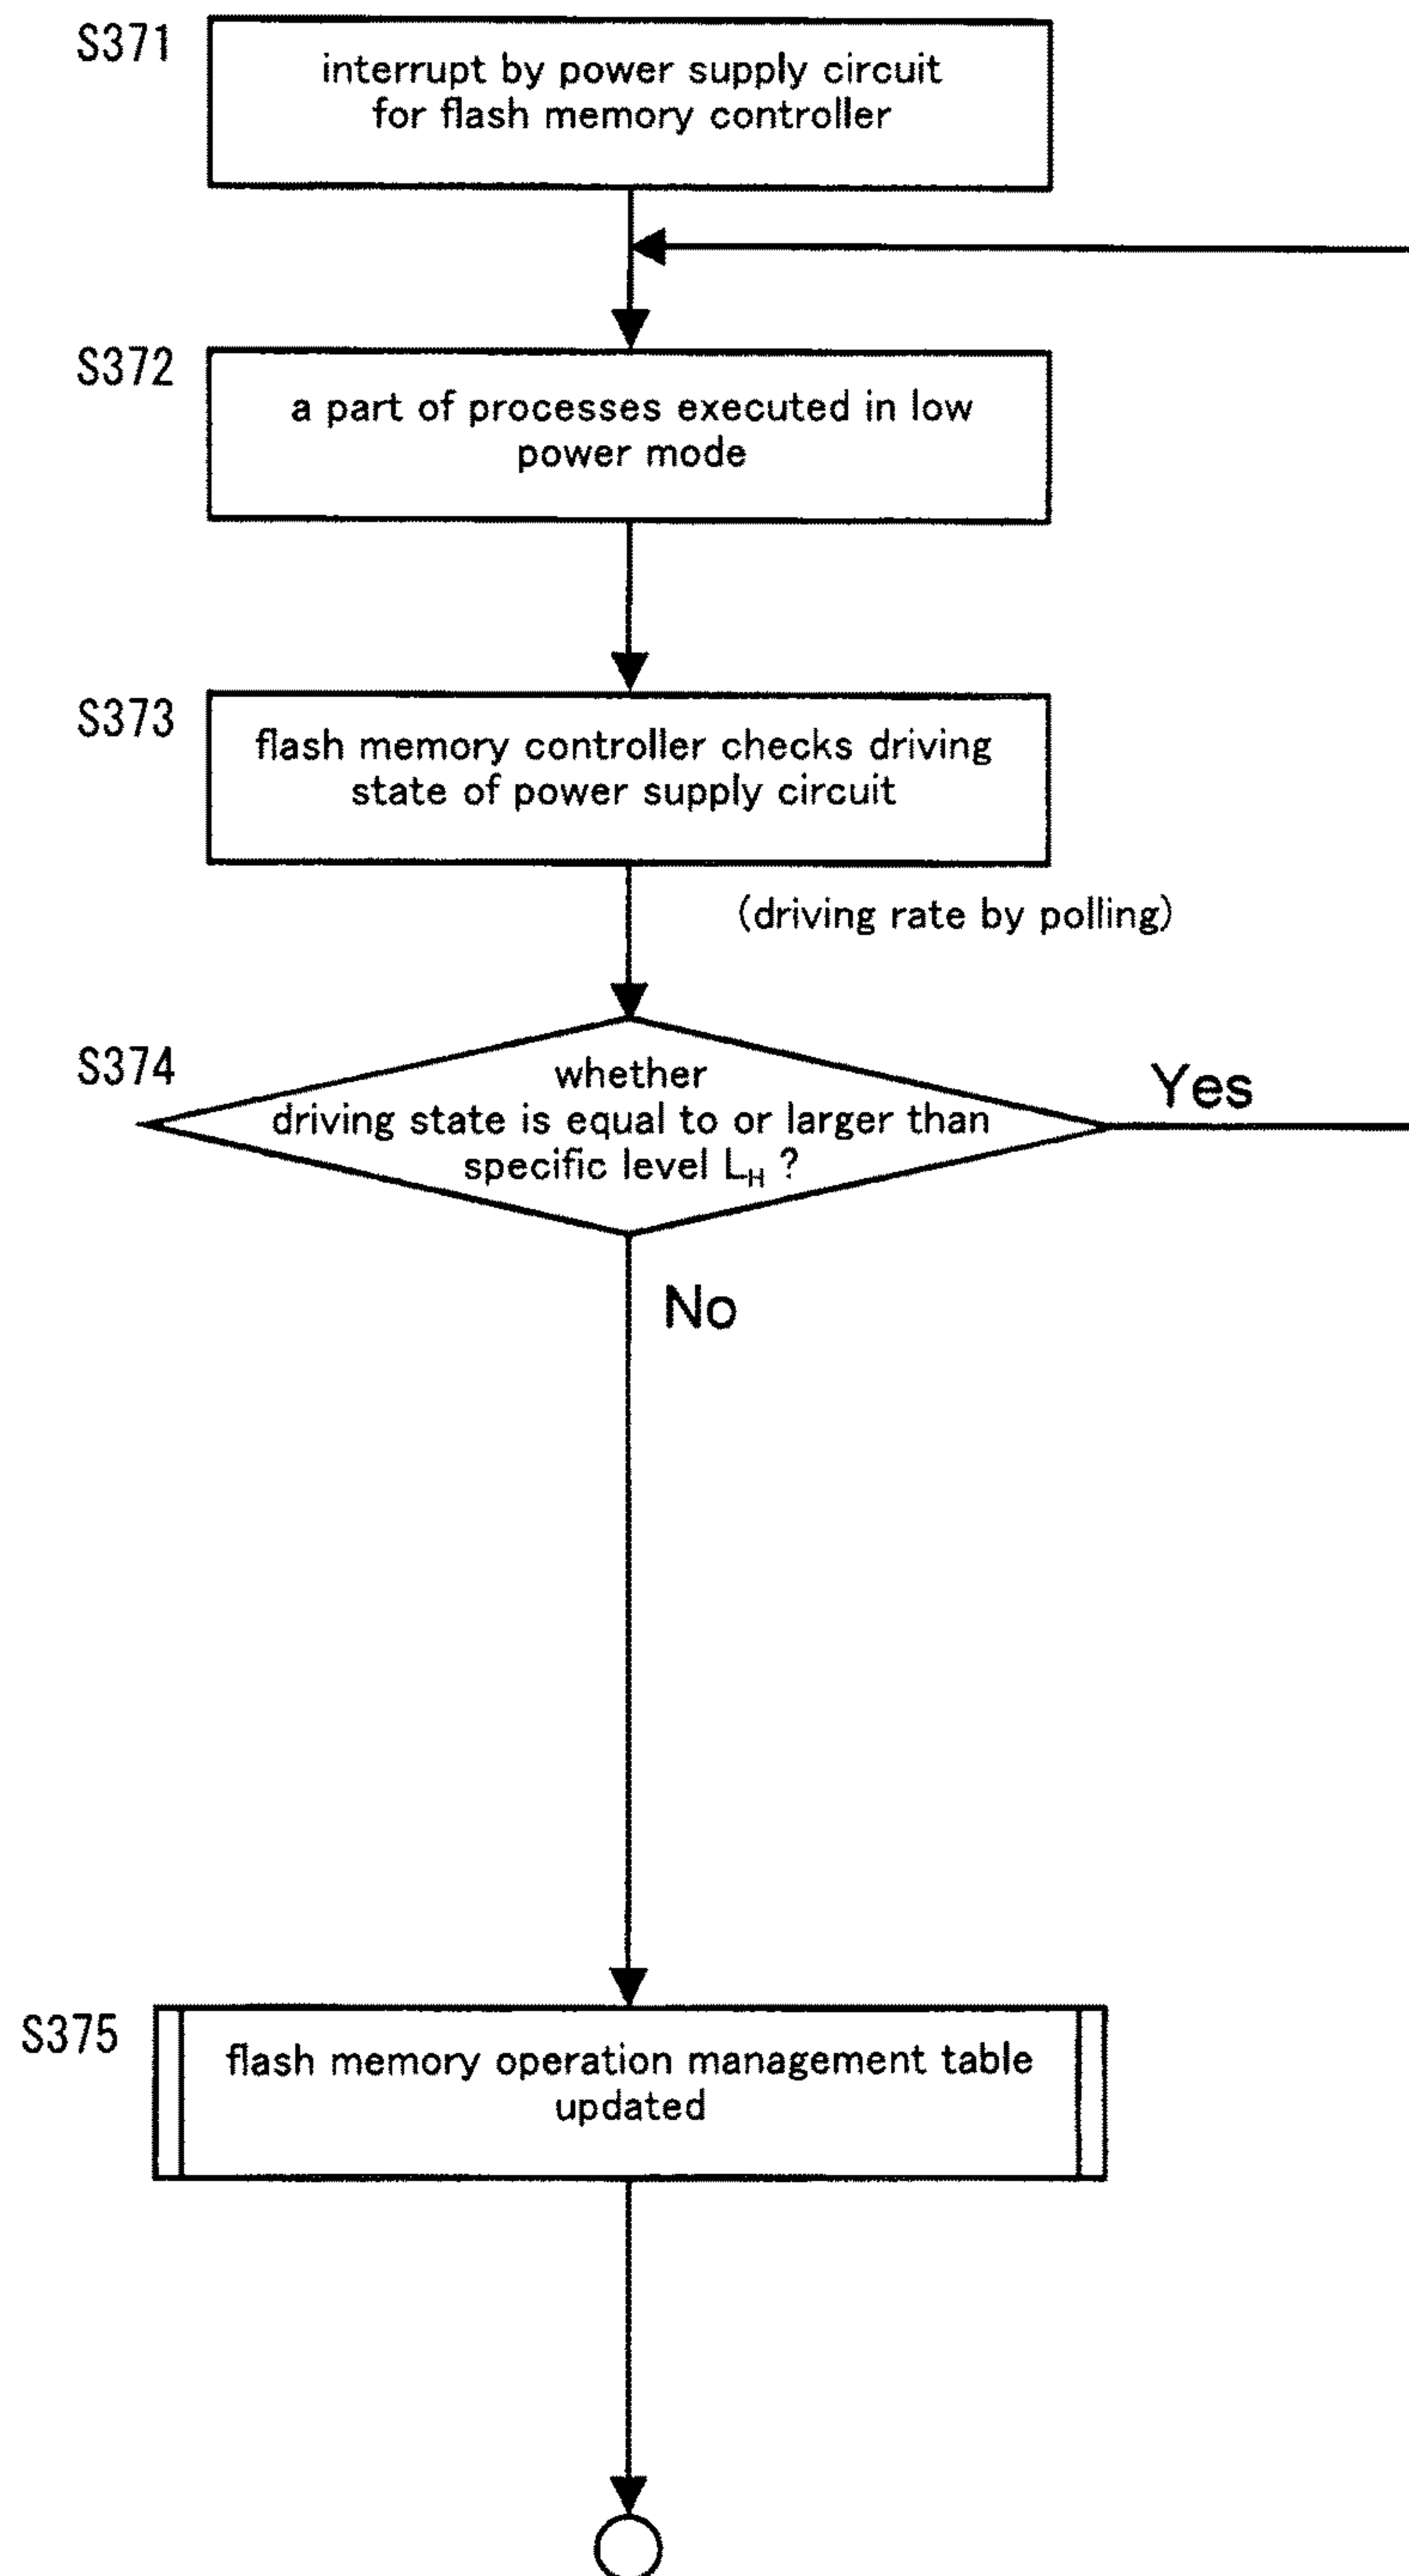 S371
interrupt by power supply circuit
for flash memory controller
S372
a part of processes executed in low
power mode
S373
flash memory controller checks driving
state of power supply circuit
(driving rate by polling)
S374
whether
driving state is equal to or larger than
specific level L_H ?
Yes
No
S375
flash memory operation management table
updated